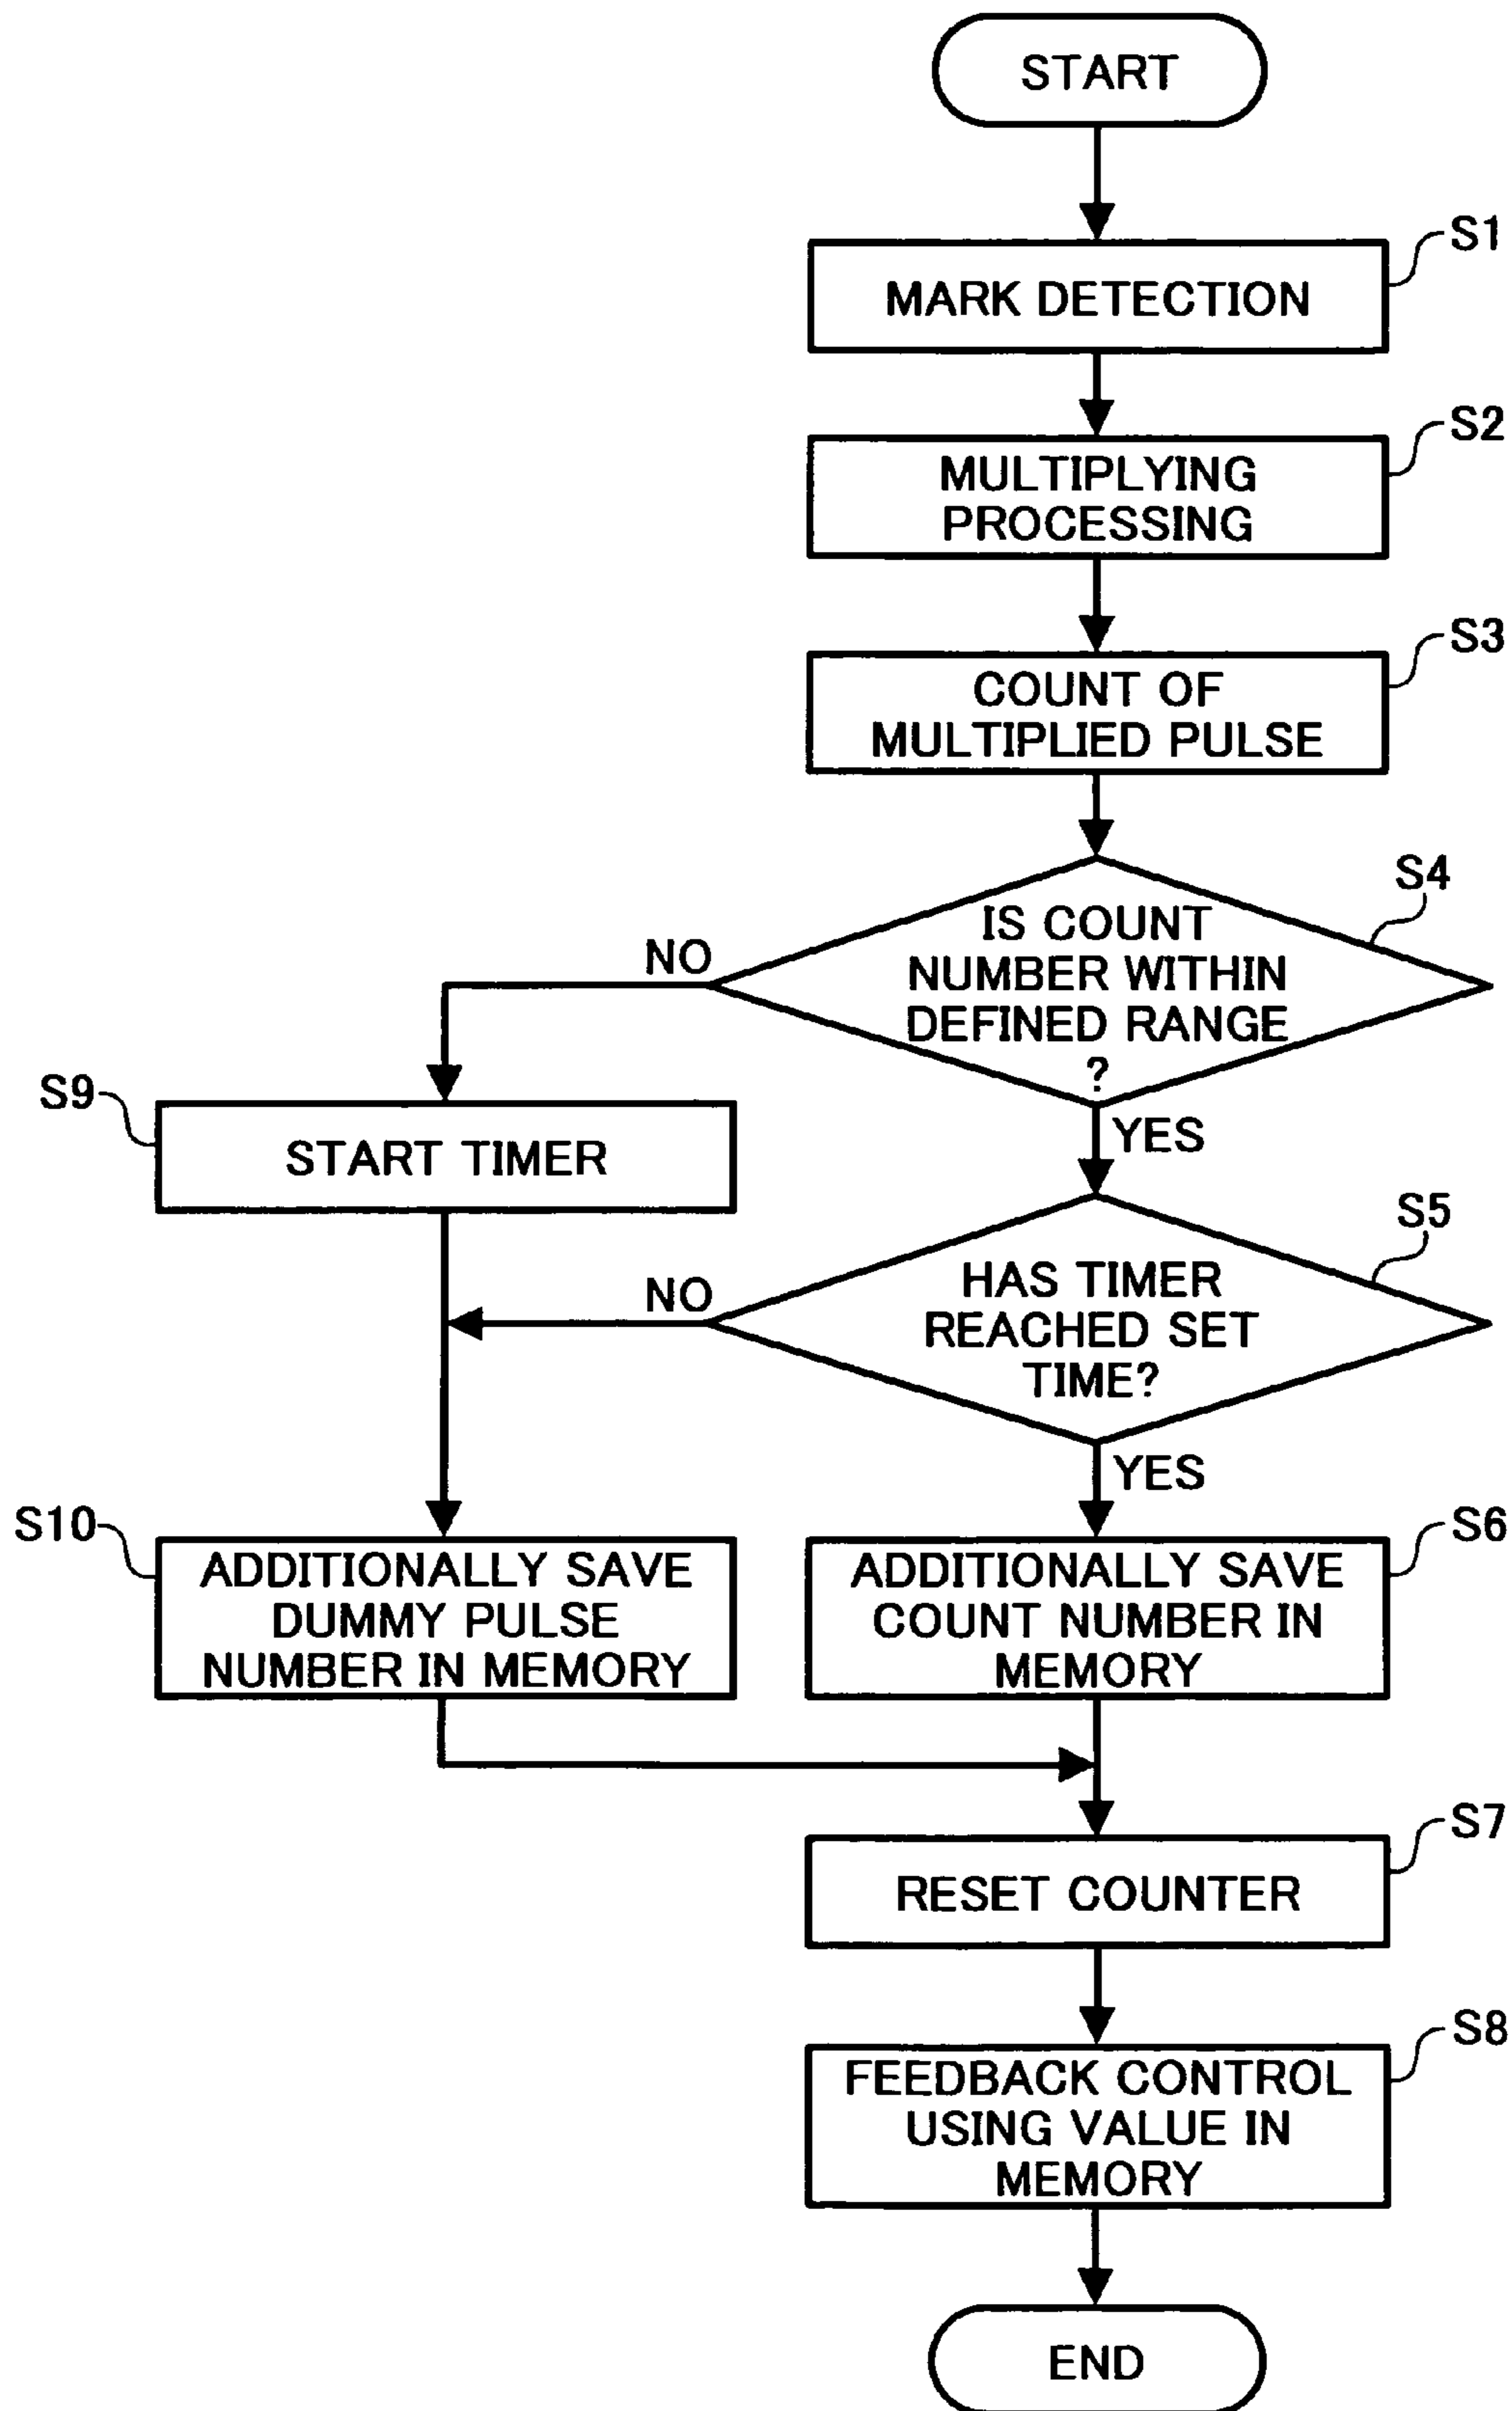 START
S1
MARK DETECTION
S2
MULTIPLYING
PROCESSING
S3
COUNT OF
MULTIPLIED PULSE
S4
IS COUNT
NUMBER WITHIN
DEFINED RANGE
?
NO
YES
S9
START TIMER
S5
HAS TIMER
REACHED SET
TIME?
NO
YES
S10
ADDITIONALLY SAVE
DUMMY PULSE
NUMBER IN MEMORY
S6
ADDITIONALLY SAVE
COUNT NUMBER IN
MEMORY
S7
RESET COUNTER
S8
FEEDBACK CONTROL
USING VALUE IN
MEMORY
END